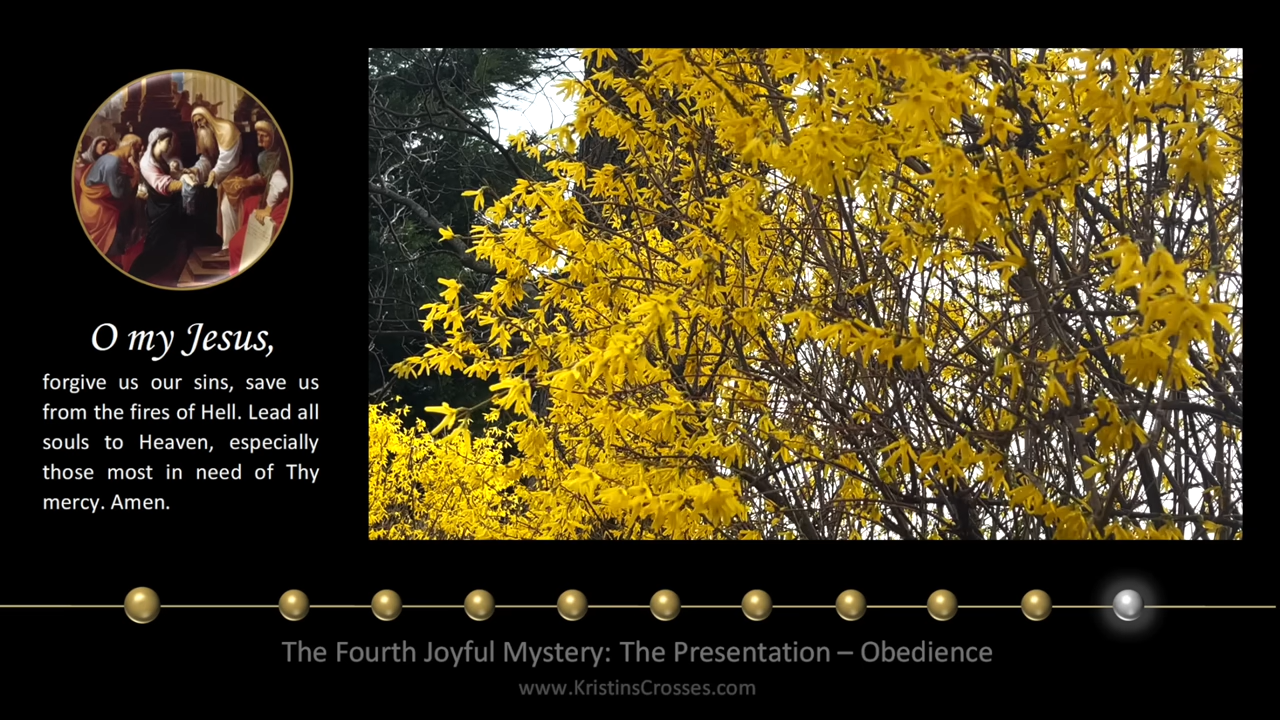 O my Jesus,
forgive us our sins, save us
from the fires of Hell. Lead all
souls to Heaven, especially
those most in need of Thy
mercy. Amen.
The Fourth Joyful Mystery: The Presentation – Obedience
www.KristinsCrosses.com